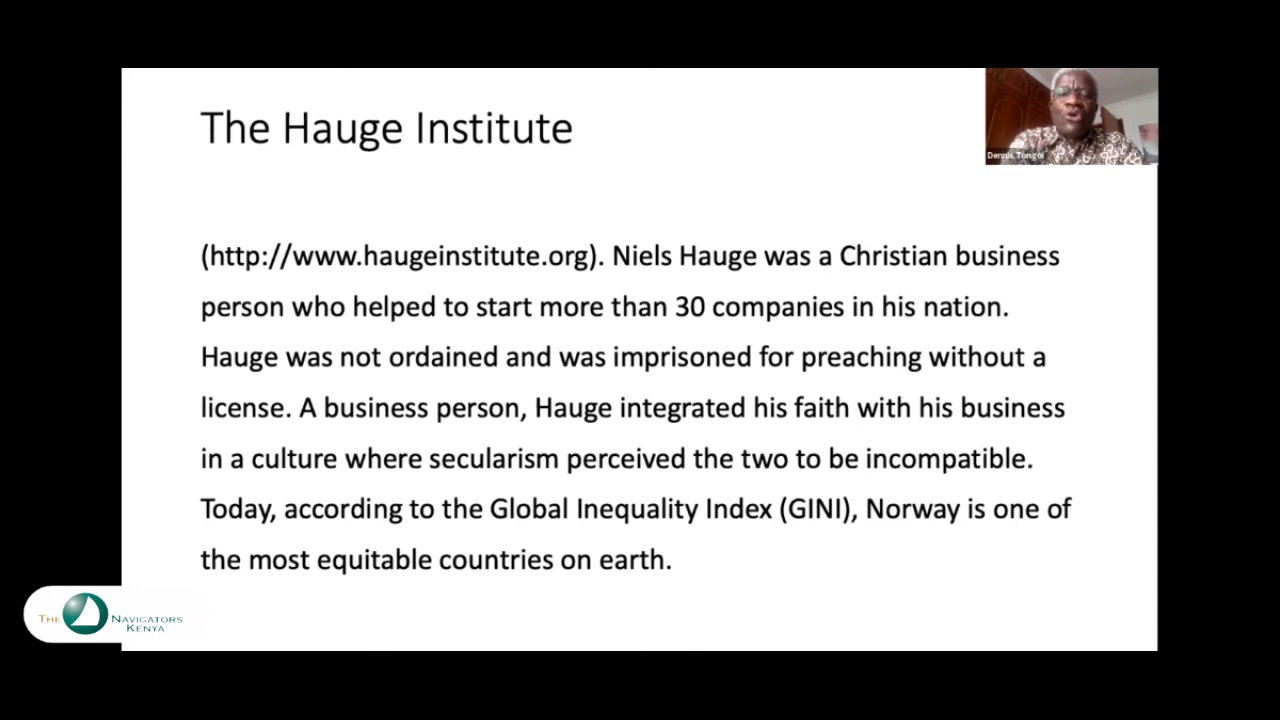 The Hauge Institute
Dennis Tongoi
(http://www.haugeinstitute.org). Niels Hauge was a Christian business
person who helped to start more than 30 companies in his nation.
Hauge was not ordained and was imprisoned for preaching without a
license. A business person, Hauge integrated his faith with his business
in a culture where secularism perceived the two to be incompatible.
Today, according to the Global Inequality Index (GINI), Norway is one of
the most equitable countries on earth.
THE NAVIGATORS
KENYA